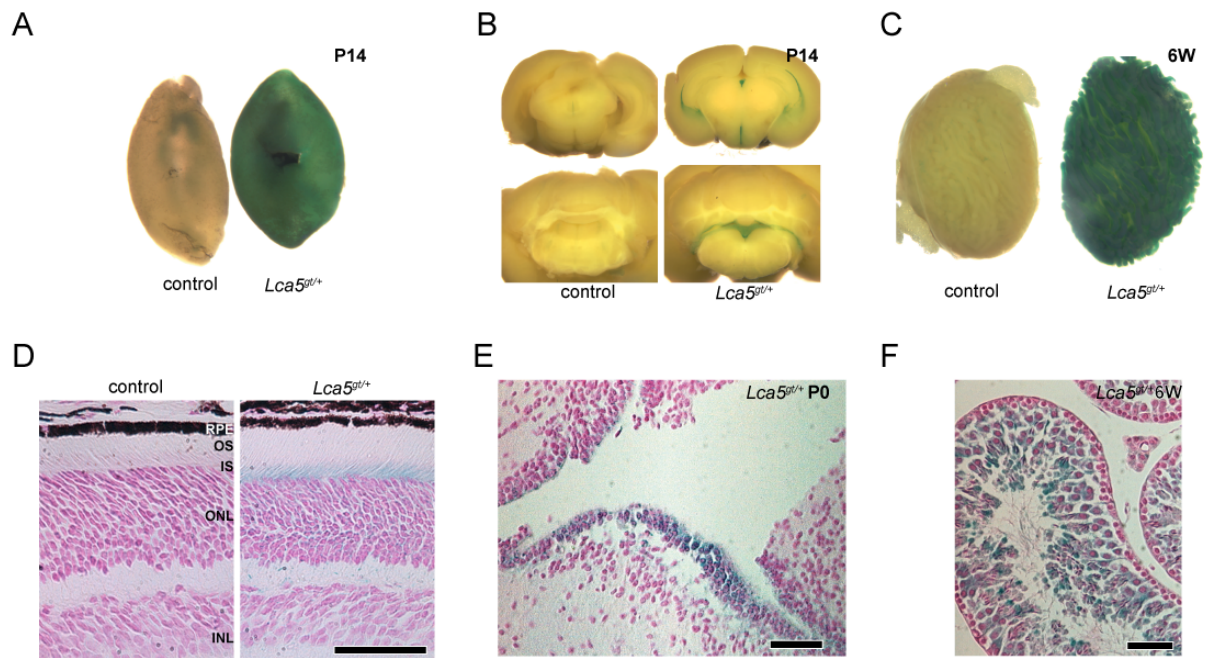 A
P14
control
Lca5gt/+
B
P14
control
Lca5gt/+
C
6W
control
Lca5gt/+
D
control
Lca5gt/+
RPE
OS
IS
ONL
INL
E
Lca5gt/+ P0
F
Lca5gt/+ 6W